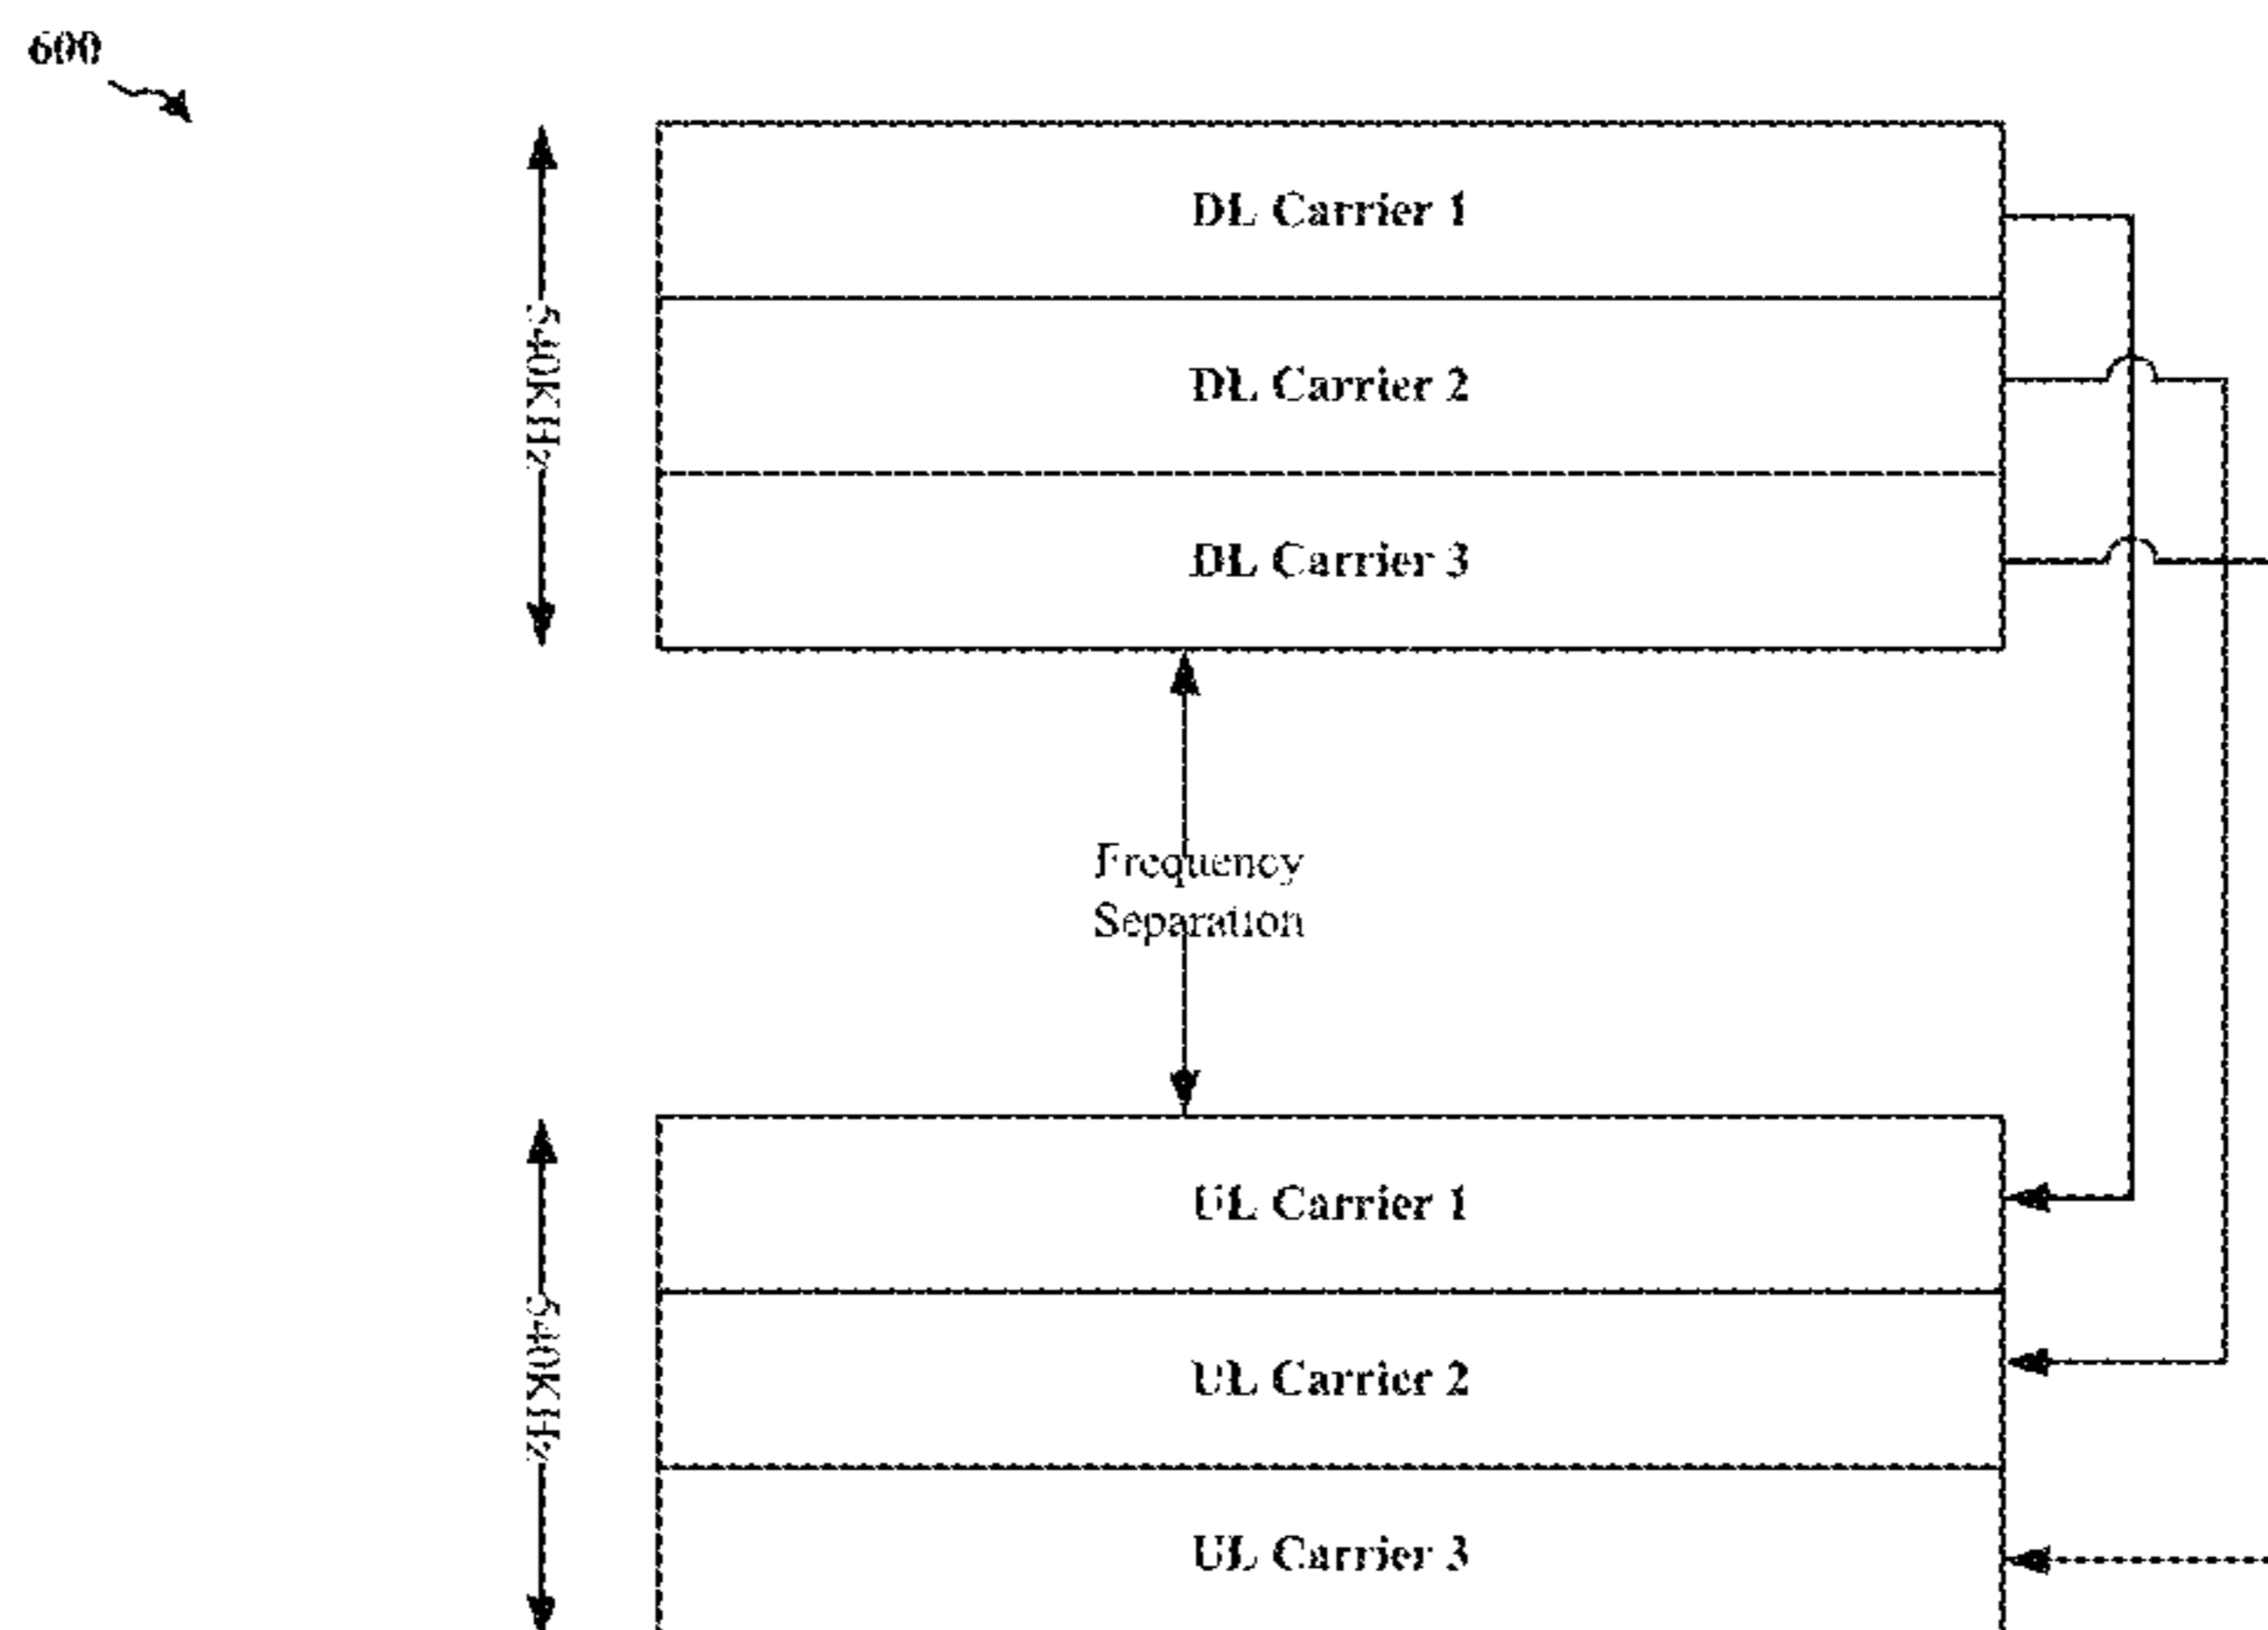 600
DL Carrier 1
540KHz
DL Carrier 2
DL Carrier 3
Frequency
Separation
UL Carrier 1
540KHz
UL Carrier 2
UL Carrier 3